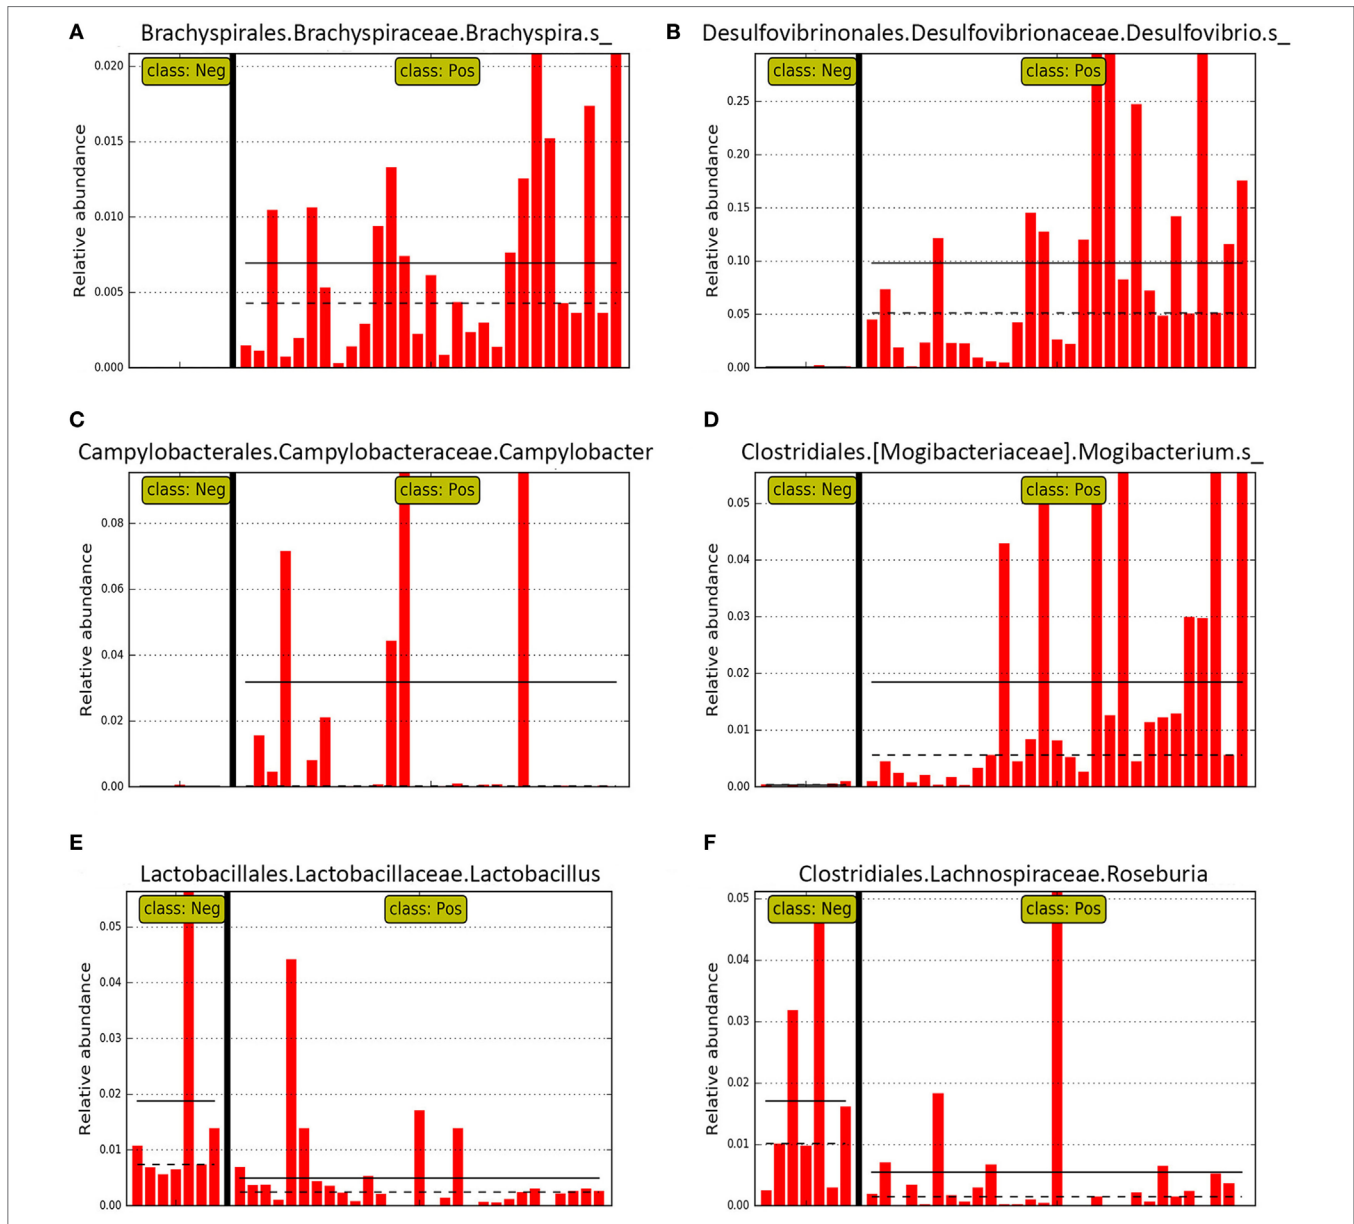 A
Brachyspirales.Brachyspiraceae.Brachyspira.s_
class: Neg
class: Pos
Relative abundance
0.020
0.015
0.010
0.005
0.000
B
Desulfovibrinonales.Desulfovibrionaceae.Desulfovibrio.s_
class: Neg
class: Pos
Relative abundance
0.25
0.20
0.15
0.10
0.05
0.00
C
Campylobacterales.Campylobacteraceae.Campylobacter
class: Neg
class: Pos
Relative abundance
0.08
0.06
0.04
0.02
0.00
D
Clostridiales.[Mogibacteriaceae].Mogibacterium.s_
class: Neg
class: Pos
Relative abundance
0.05
0.04
0.03
0.02
0.01
0.00
E
Lactobacillales.Lactobacillaceae.Lactobacillus
class: Neg
class: Pos
Relative abundance
0.05
0.04
0.03
0.02
0.01
0.00
F
Clostridiales.Lachnospiraceae.Roseburia
class: Neg
class: Pos
Relative abundance
0.05
0.04
0.03
0.02
0.01
0.00